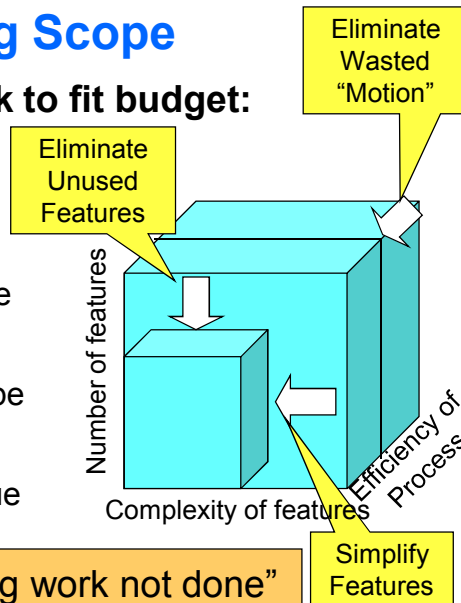 g Scope
k to fit budget:
Eliminate
Wasted
“Motion”
Eliminate
Unused
Features
Number of features
Complexity of features
Efficiency of
Process
Simplify
Features
g work not done”